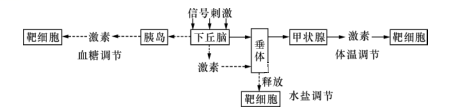 信号刺激
靶细胞 激素 胰岛 下丘脑 垂体 甲状腺 激素 靶细胞
血糖调节 激素 体温调节
释放
靶细胞 水盐调节